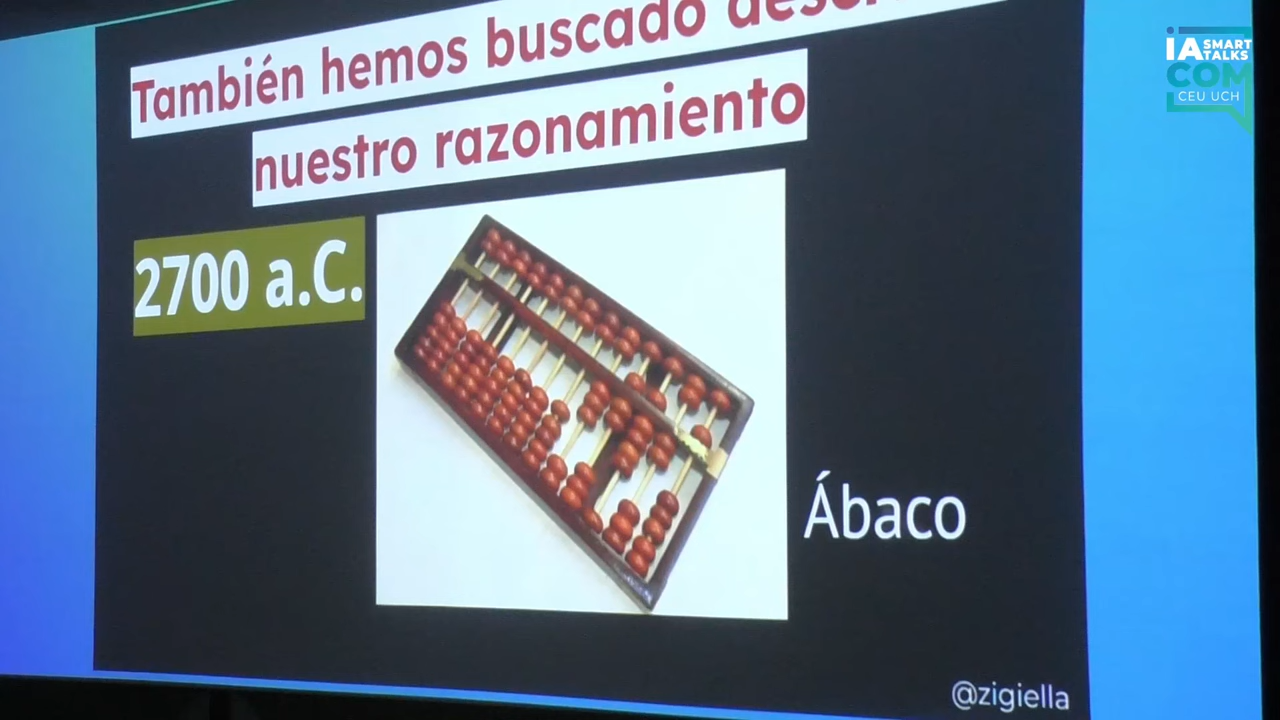 También hemos buscado
nuestro razonamiento
2700 a.C.
Ábaco
@zigiella
iA SMART
TALKS
COM
CEU UCH